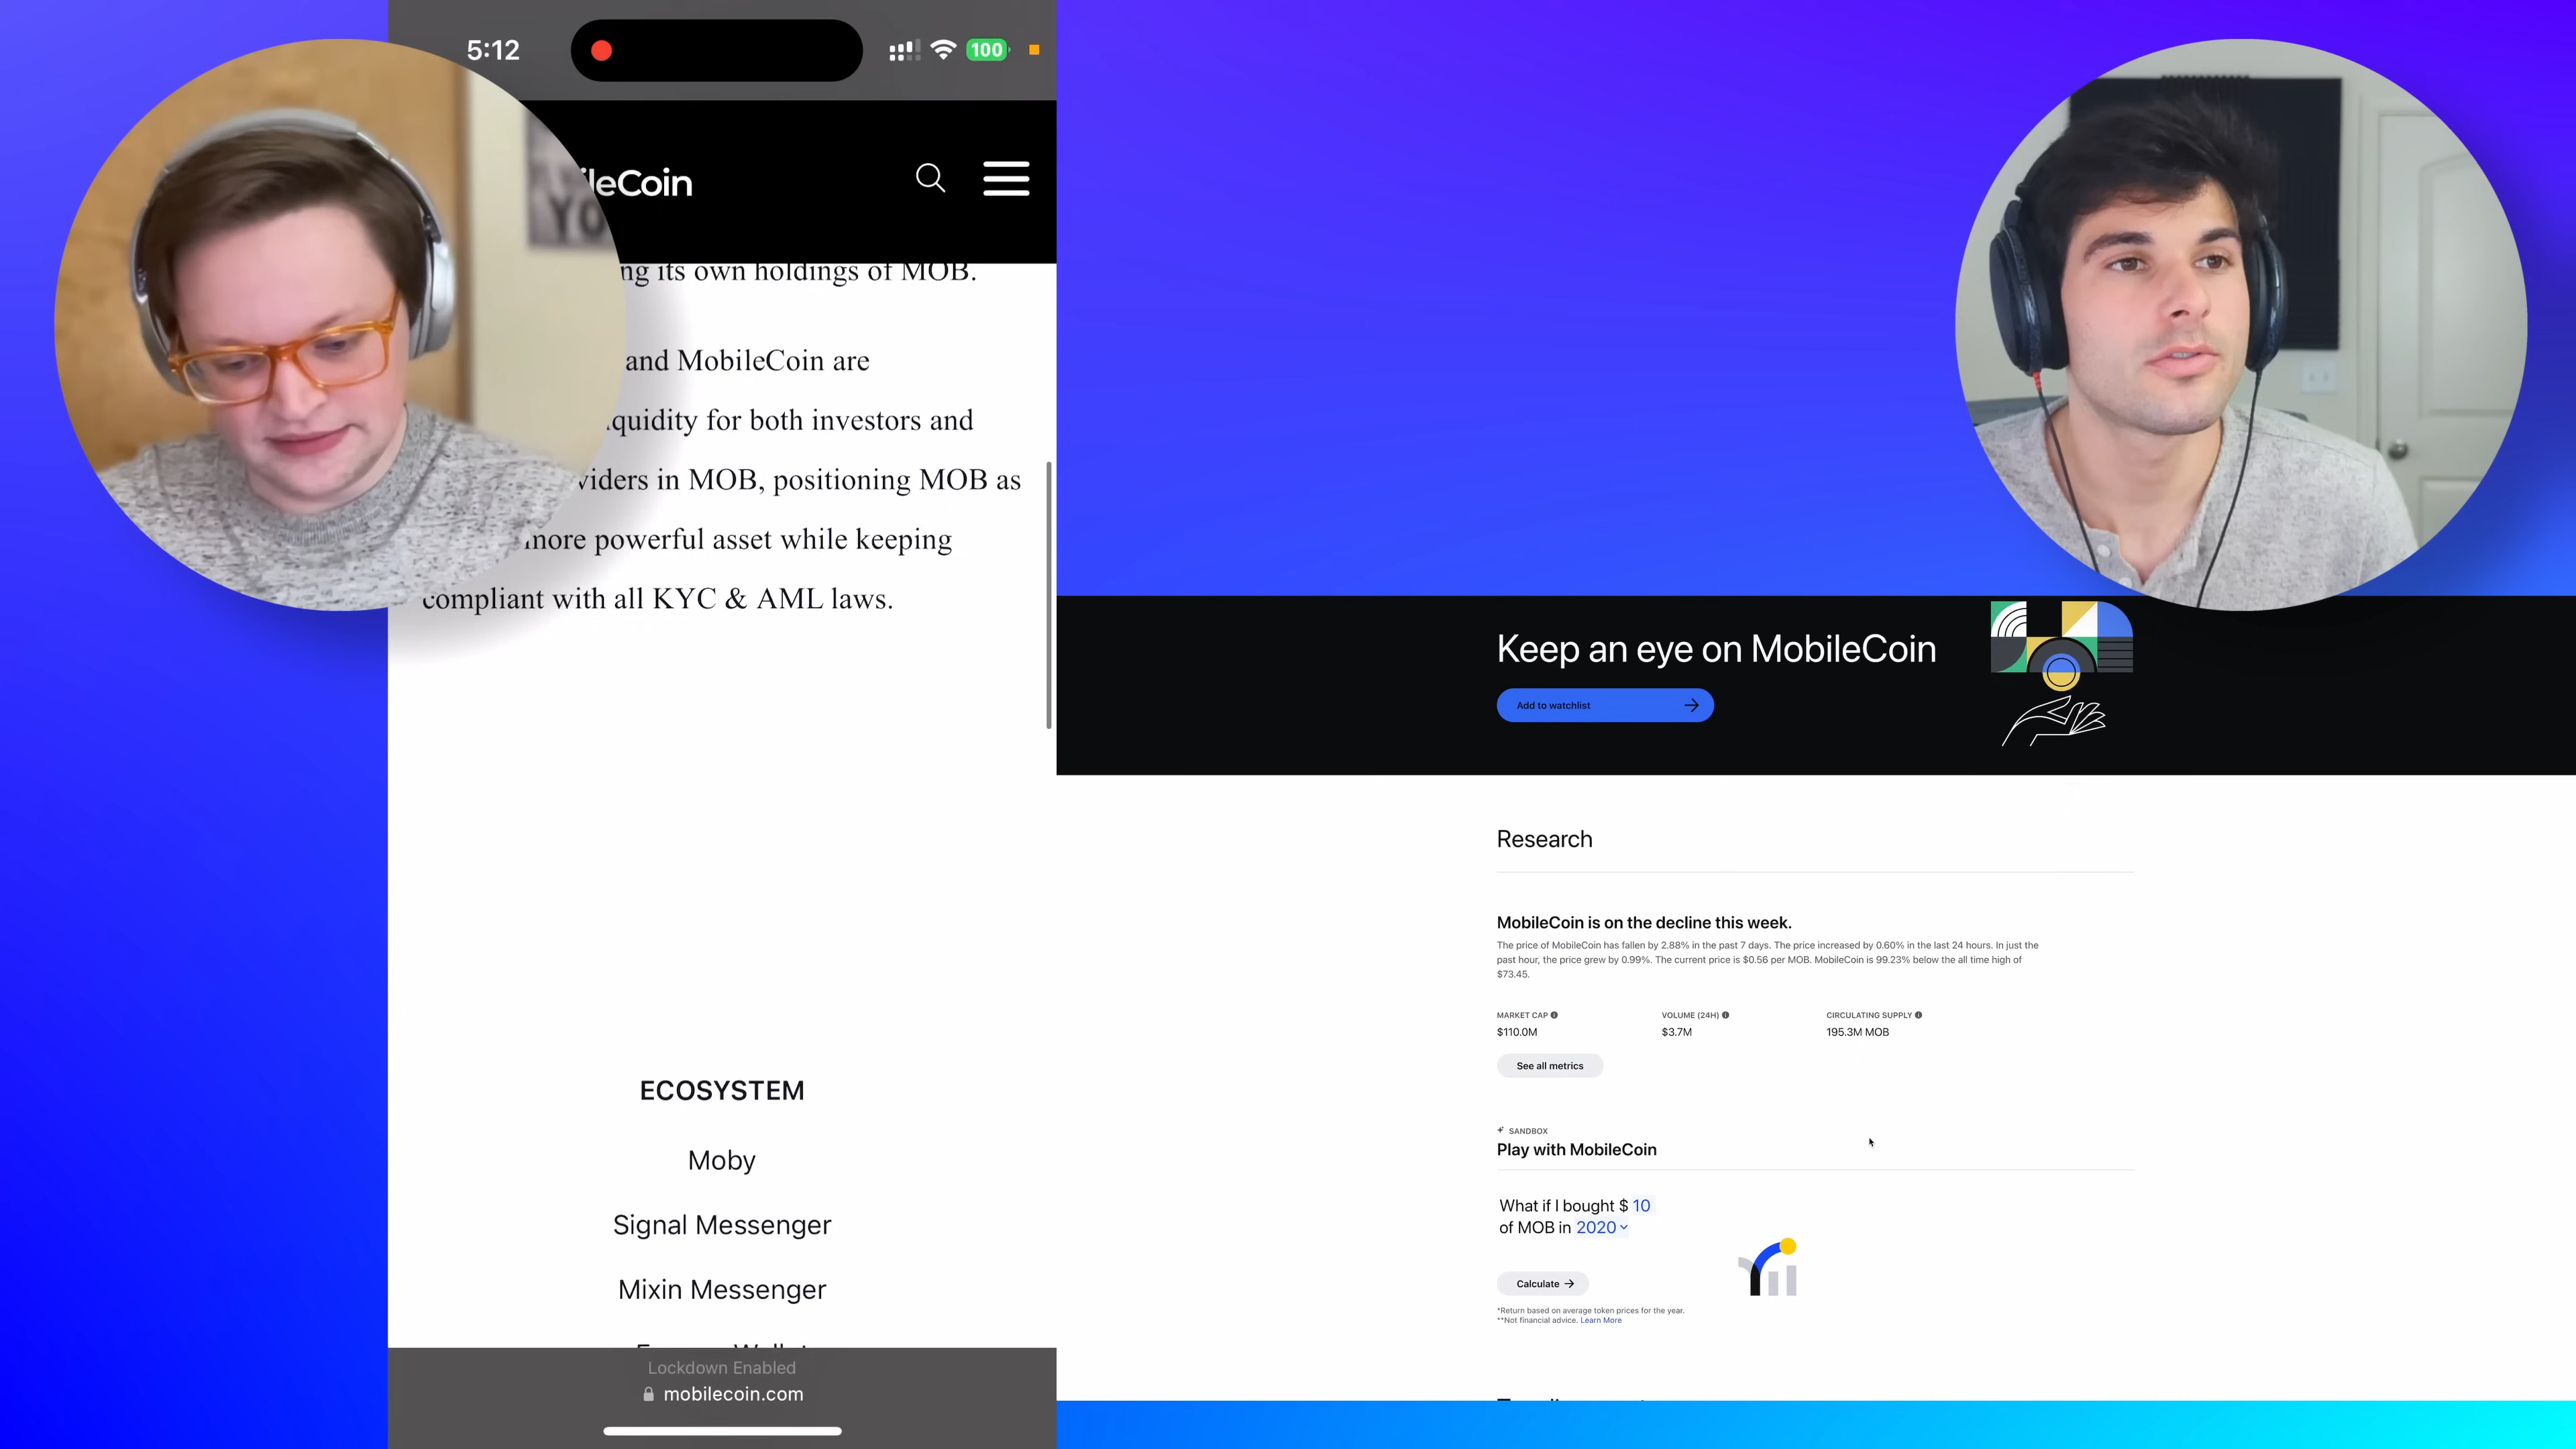 5:12
100
YO
leCoin
ng its own holdings of MOB.
and MobileCoin are
quidity for both investors and
viders in MOB, positioning MOB as
more powerful asset while keeping
compliant with all KYC & AML laws.
ECOSYSTEM
Moby
Signal Messenger
Mixin Messenger
Lockdown Enabled
mobilecoin.com
Keep an eye on MobileCoin
Add to watchlist
Research
MobileCoin is on the decline this week.
The price of MobileCoin has fallen by 2.88% in the past 7 days. The price increased by 0.60% in the last 24 hours. In just the
past hour, the price grew by 0.99%. The current price is $0.56 per MOB. MobileCoin is 99.23% below the all time high of
$73.45.
MARKET CAP VOLUME (24H) CIRCULATING SUPPLY
$110.0M $3.7M 195.3M MOB
See all metrics
SANDBOX
Play with MobileCoin
What if I bought $ 10
of MOB in 2020
Calculate
*Return based on average token prices for the year.
**Not financial advice. Learn More